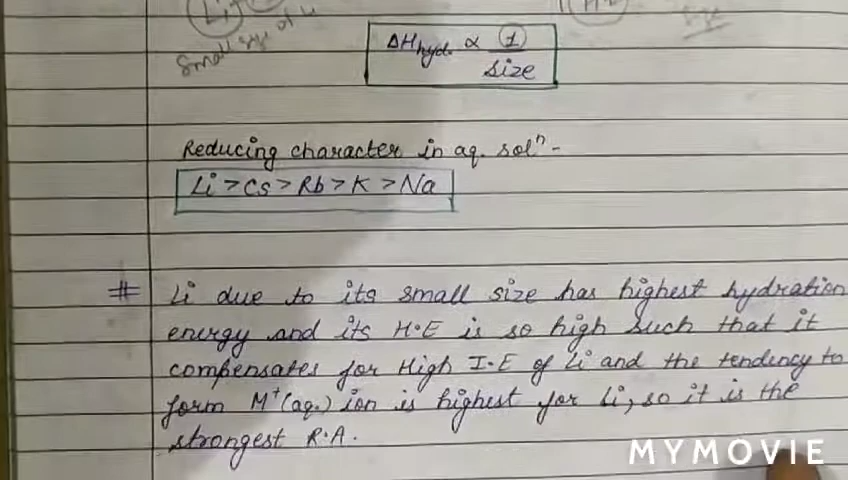 Li
Small size of Li
ΔHhyd. ∝ 1
size
Reducing character in aq. solⁿ-
Li > Cs > Rb > K > Na
# Li due to its small size has highest hydration
energy and its H.E is so high such that it
compensates for High I.E of Li and the tendency to
form M⁺(aq.) ion is highest for Li, so it is the
strongest R.A.
MYMOVIE